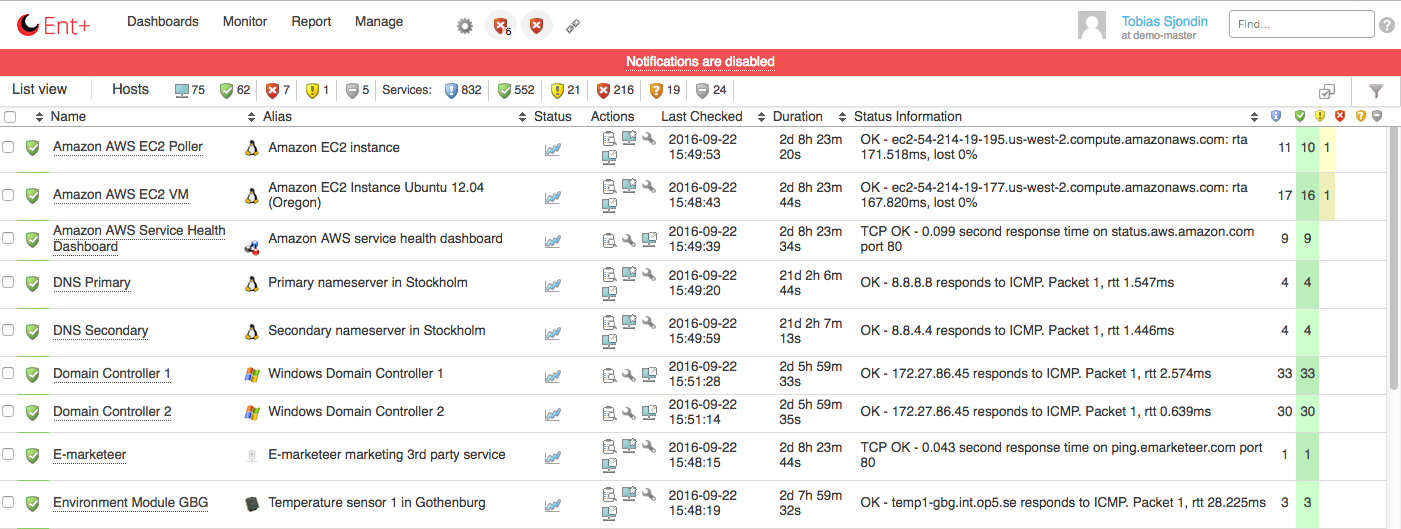 Ent+
Dashboards Monitor Report Manage
6
Tobias Sjondin
at demo-master
Find...
?
Notifications are disabled
List view Hosts 75 62 7 1 5 Services: 832 552 21 216 19 24
Name Alias Status Actions Last Checked Duration Status Information
Amazon AWS EC2 Poller Amazon EC2 instance 2016-09-22 15:49:53 2d 8h 23m 20s OK - ec2-54-214-19-195.us-west-2.compute.amazonaws.com: rta 171.518ms, lost 0% 11 10 1
Amazon AWS EC2 VM Amazon EC2 Instance Ubuntu 12.04 (Oregon) 2016-09-22 15:48:43 2d 8h 23m 44s OK - ec2-54-214-19-177.us-west-2.compute.amazonaws.com: rta 167.820ms, lost 0% 17 16 1
Amazon AWS Service Health Dashboard Amazon AWS service health dashboard 2016-09-22 15:49:39 2d 8h 23m 34s TCP OK - 0.099 second response time on status.aws.amazon.com port 80 9 9
DNS Primary Primary nameserver in Stockholm 2016-09-22 15:49:20 21d 2h 6m 44s OK - 8.8.8.8 responds to ICMP. Packet 1, rtt 1.547ms 4 4
DNS Secondary Secondary nameserver in Stockholm 2016-09-22 15:49:59 21d 2h 7m 13s OK - 8.8.4.4 responds to ICMP. Packet 1, rtt 1.446ms 4 4
Domain Controller 1 Windows Domain Controller 1 2016-09-22 15:51:28 2d 5h 59m 33s OK - 172.27.86.45 responds to ICMP. Packet 1, rtt 2.574ms 33 33
Domain Controller 2 Windows Domain Controller 2 2016-09-22 15:51:14 2d 5h 59m 35s OK - 172.27.86.45 responds to ICMP. Packet 1, rtt 0.639ms 30 30
E-marketeer E-marketeer marketing 3rd party service 2016-09-22 15:48:15 2d 8h 23m 44s TCP OK - 0.043 second response time on ping.emarketeer.com port 80 1 1
Environment Module GBG Temperature sensor 1 in Gothenburg 2016-09-22 15:48:19 2d 7h 59m 32s OK - temp1-gbg.int.op5.se responds to ICMP. Packet 1, rtt 28.225ms 3 3